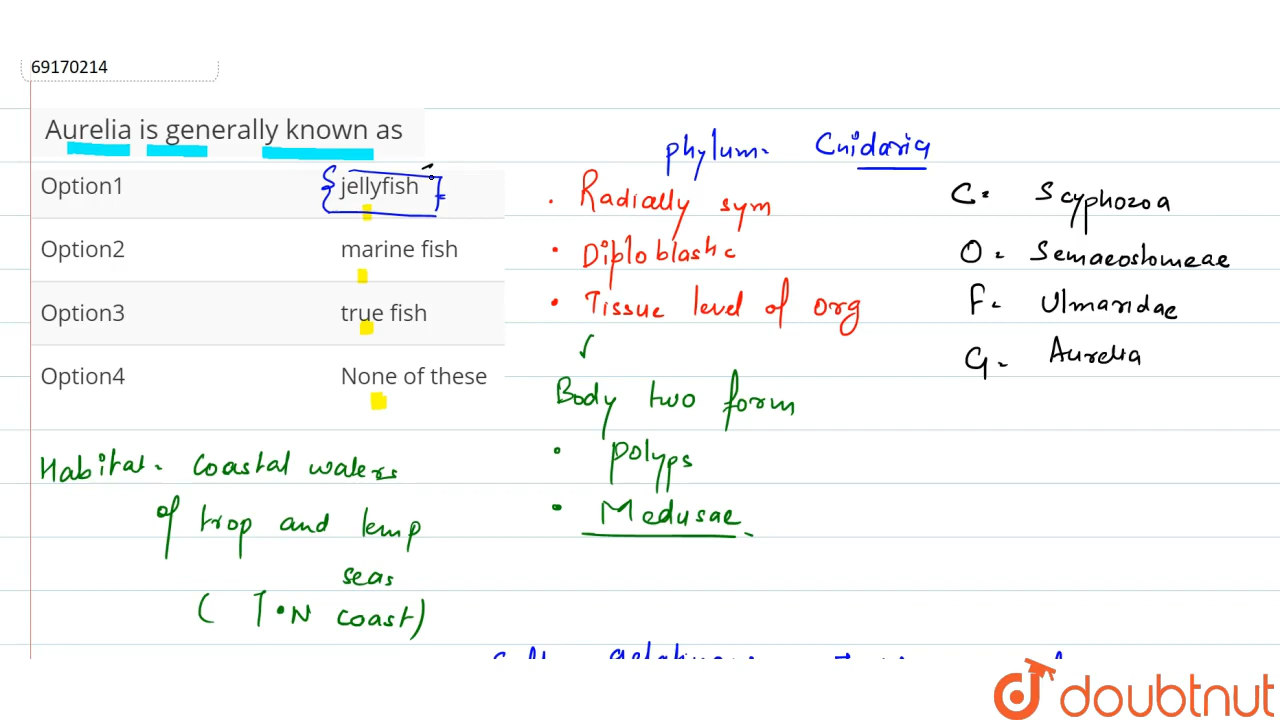 69170214
Aurelia is generally known as
Option1 jellyfish
Option2 marine fish
Option3 true fish
Option4 None of these
Habitat. Coastal waters
of trop and temp
seas
( T.N coast)
phylum- Cnidaria
• Radially sym
• Diploblastic
• Tissue level of org
Body two form
• polyps
• Medusae
C= Scyphozoa
O= Semaeostomeae
F= Ulmaridae
G= Aurelia
doubtnut